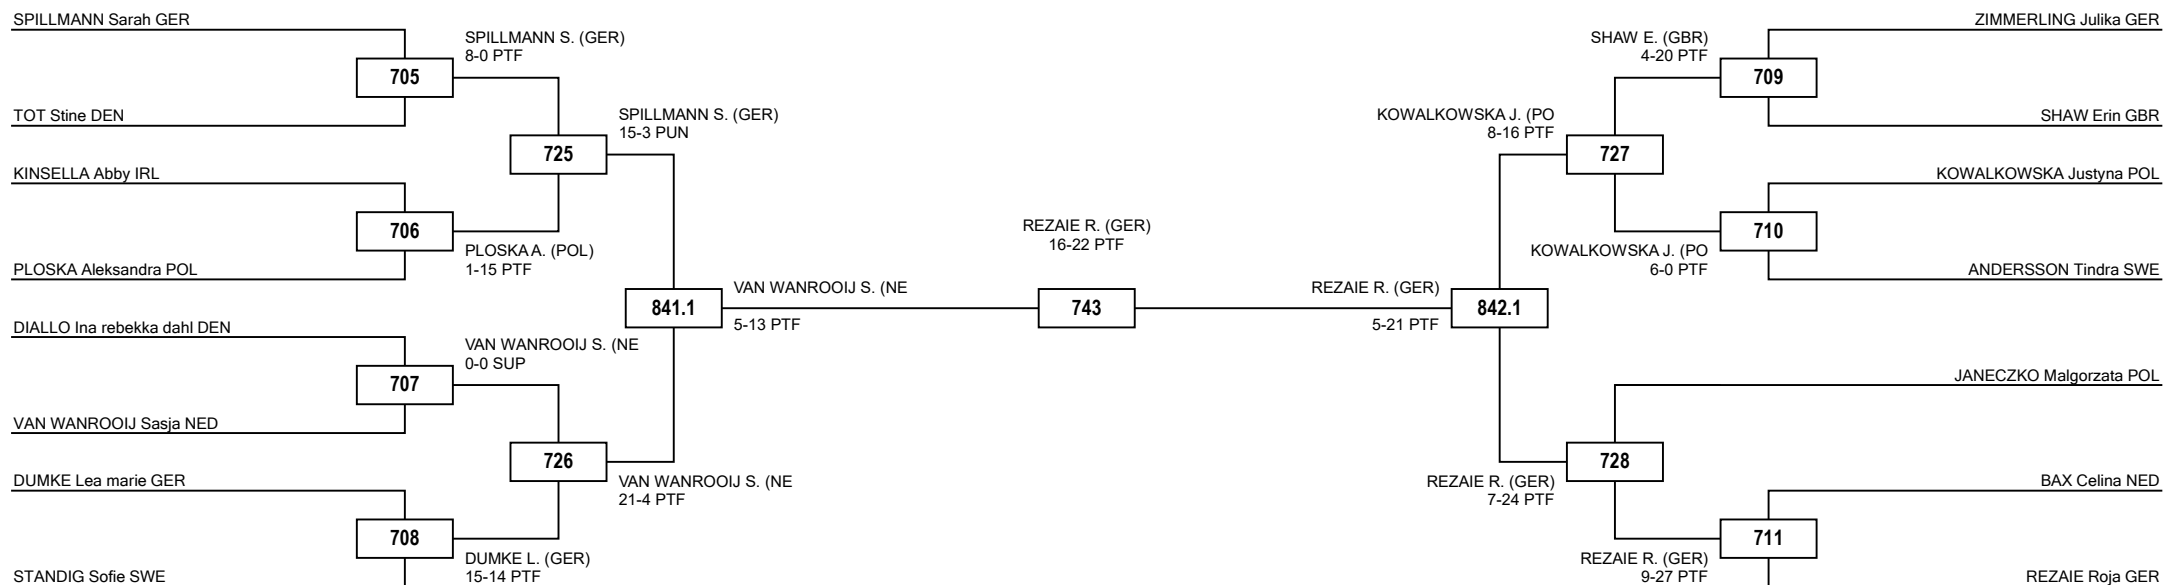 SPILLMANN Sarah GER
SPILLMANN S. (GER)
8-0 PTF
705
TOT Stine DEN
SPILLMANN S. (GER)
15-3 PUN
725
KINSELLA Abby IRL
706
PLOSKA A. (POL)
1-15 PTF
PLOSKA Aleksandra POL
841.1
VAN WANROOIJ S. (NE
5-13 PTF
DIALLO Ina rebekka dahl DEN
VAN WANROOIJ S. (NE
0-0 SUP
707
VAN WANROOIJ Sasja NED
726
VAN WANROOIJ S. (NE
21-4 PTF
DUMKE Lea marie GER
708
DUMKE L. (GER)
15-14 PTF
STANDIG Sofie SWE
REZAIE R. (GER)
16-22 PTF
743
ZIMMERLING Julika GER
SHAW E. (GBR)
4-20 PTF
709
SHAW Erin GBR
KOWALKOWSKA J. (PO
8-16 PTF
727
KOWALKOWSKA Justyna POL
710
KOWALKOWSKA J. (PO
6-0 PTF
ANDERSSON Tindra SWE
REZAIE R. (GER)
5-21 PTF
842.1
JANECZKO Malgorzata POL
728
REZAIE R. (GER)
7-24 PTF
BAX Celina NED
711
REZAIE R. (GER)
9-27 PTF
REZAIE Roja GER